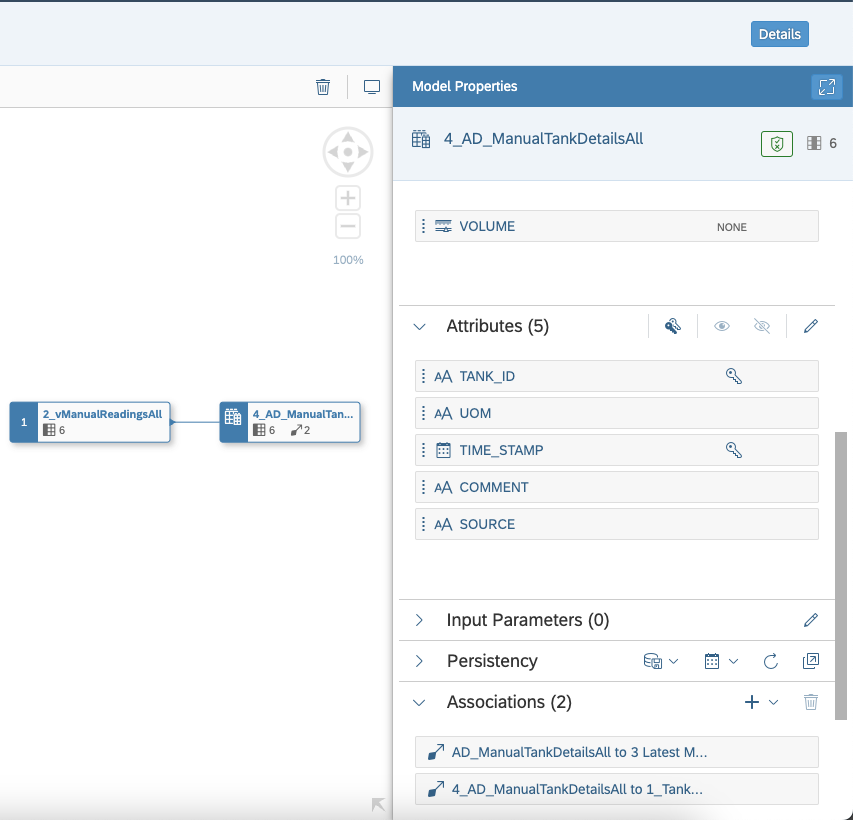 Details
Model Properties
4_AD_ManualTankDetailsAll
6
VOLUME NONE
100%
Attributes (5)
TANK_ID
1
2_vManualReadingsAll
6
4_AD_ManualTan...
6 2
UOM
TIME_STAMP
COMMENT
SOURCE
Input Parameters (0)
Persistency
Associations (2)
AD_ManualTankDetailsAll to 3 Latest M...
4_AD_ManualTankDetailsAll to 1_Tank...